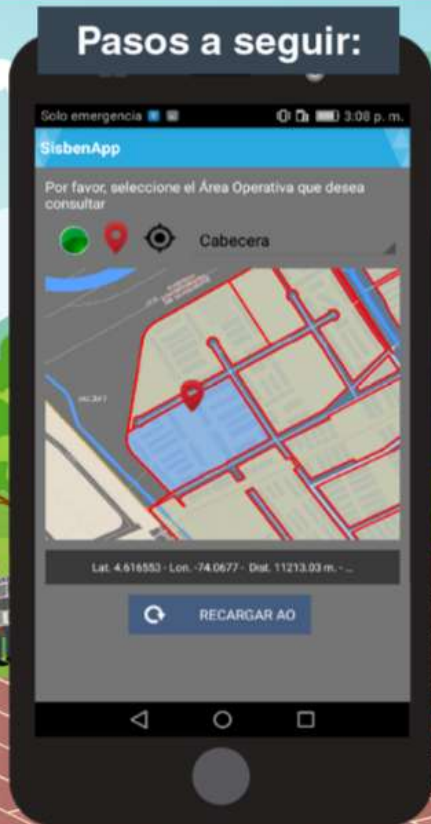 Pasos a seguir:
Solo emergencia 3:08 p. m.
SisbenApp
Por favor, seleccione el Área Operativa que desea
consultar
Cabecera
Lat. 4.616553 - Lon. -74.0677 - Dist. 11213.03 m. - ...
RECARGAR AO